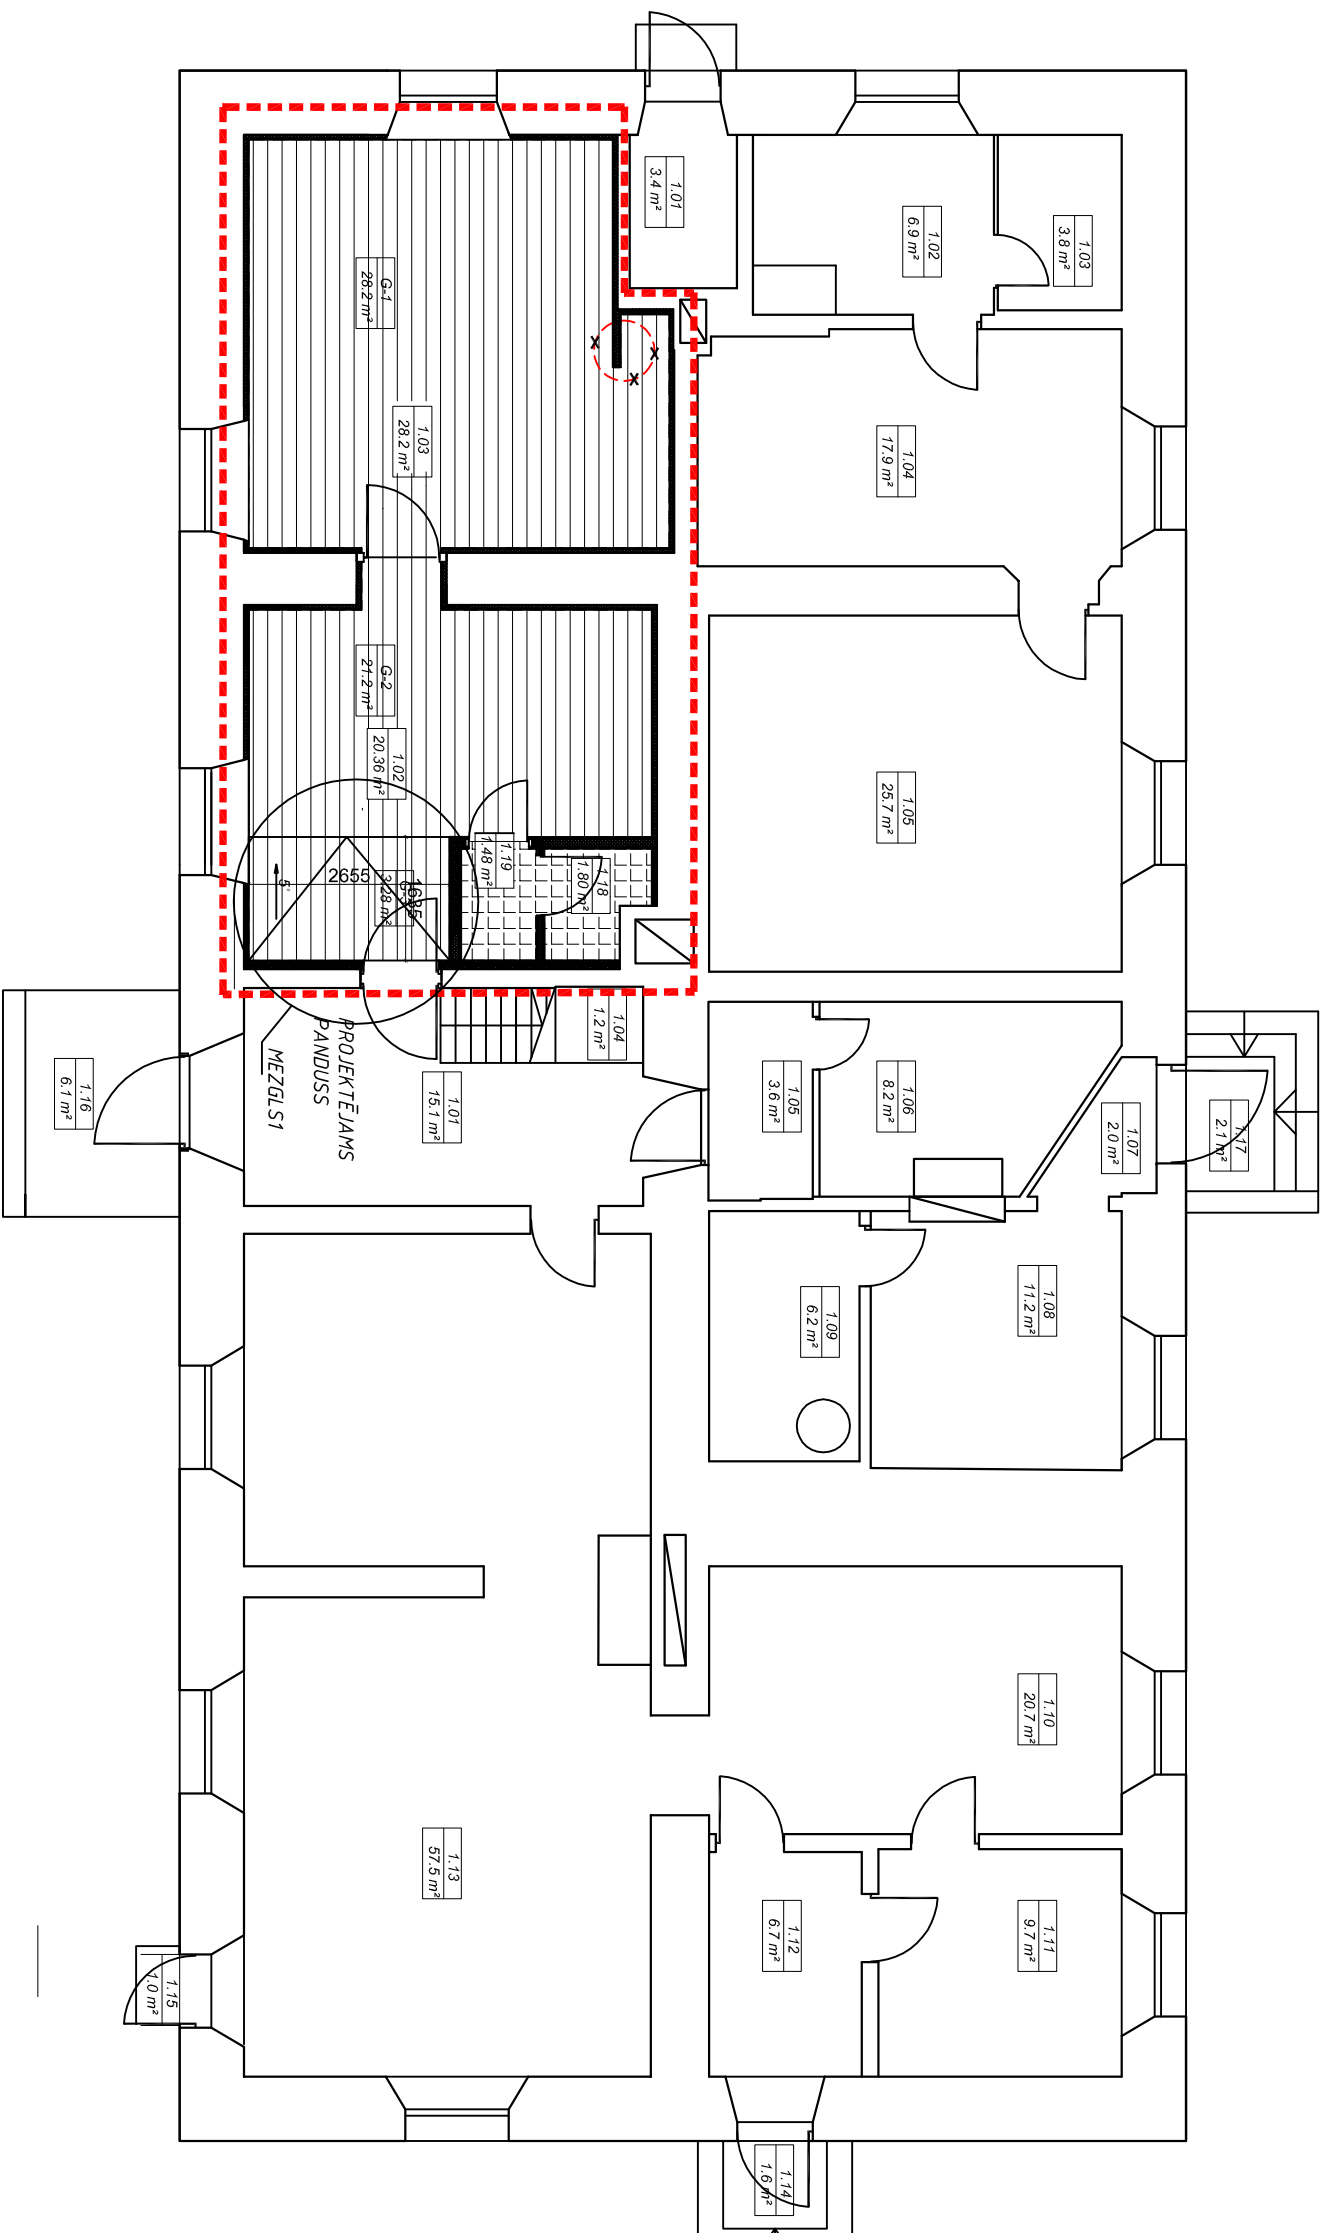 1.01
3.4 m²
1.02
6.9 m²
1.03
3.8 m²
G-1
28.2 m²
1.03
28.2 m²
1.04
17.9 m²
G-2
21.2 m²
1.02
20.36 m²
1.05
25.7 m²
1.19
1.48 m²
1.18
1.80 m²
2655
1635
3.28 m²
5'
PROJEKTĒJAMS
PANDUSS
MEZGLS1
1.04
1.2 m²
1.01
15.1 m²
1.16
6.1 m²
1.05
3.6 m²
1.06
8.2 m²
1.07
2.0 m²
1.17
2.1 m²
1.08
11.2 m²
1.09
6.2 m²
1.10
20.7 m²
1.13
57.5 m²
1.12
6.7 m²
1.11
9.7 m²
1.15
1.0 m²
1.14
1.6 m²